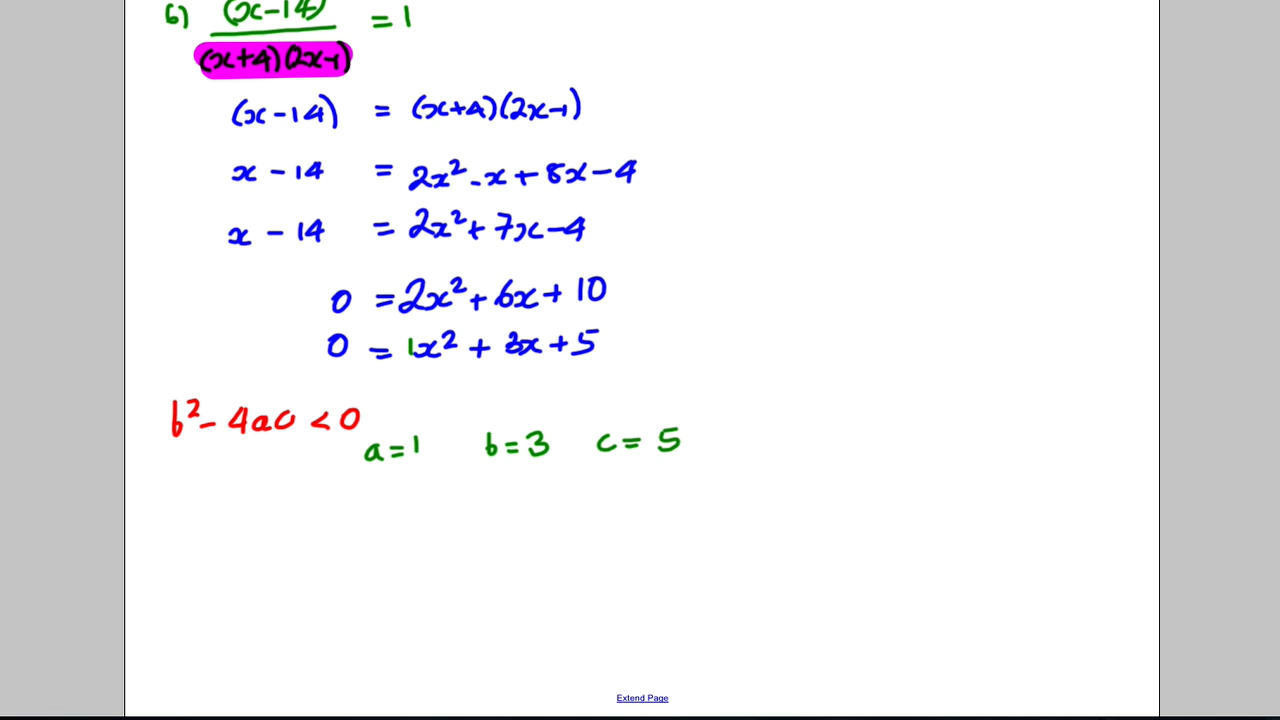 6) (x-14)
= 1
(x+4)(2x-1)
(x-14) = (x+4)(2x-1)
x - 14 = 2x² - x + 8x - 4
x - 14 = 2x² + 7x - 4
0 = 2x² + 6x + 10
0 = 1x² + 3x + 5
b² - 4ac < 0
a = 1 b = 3 c = 5
Extend Page